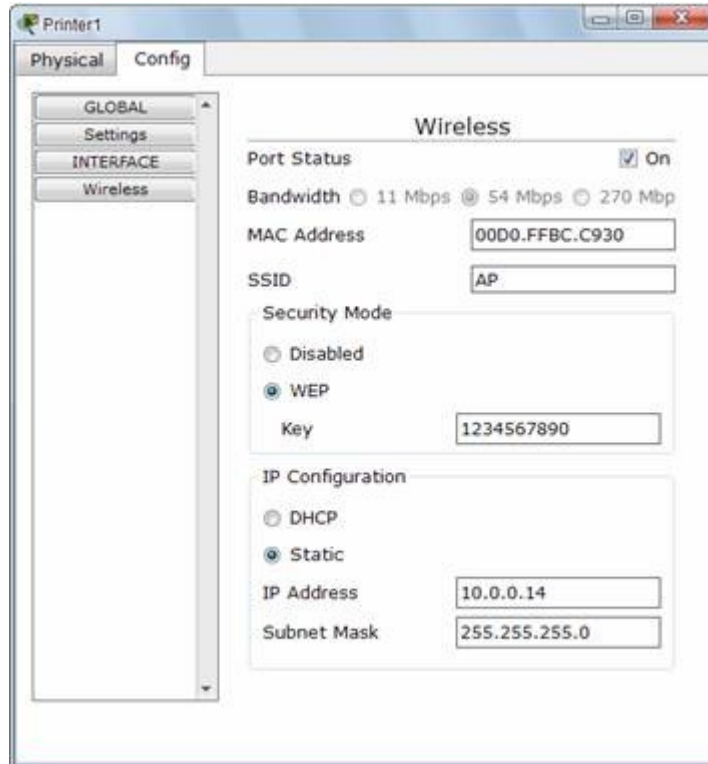 Printer1
Physical Config
GLOBAL
Settings
INTERFACE
Wireless
Wireless
Port Status On
Bandwidth 11 Mbps 54 Mbps 270 Mbp
MAC Address 00D0.FFBC.C930
SSID AP
Security Mode
Disabled
WEP
Key 1234567890
IP Configuration
DHCP
Static
IP Address 10.0.0.14
Subnet Mask 255.255.255.0